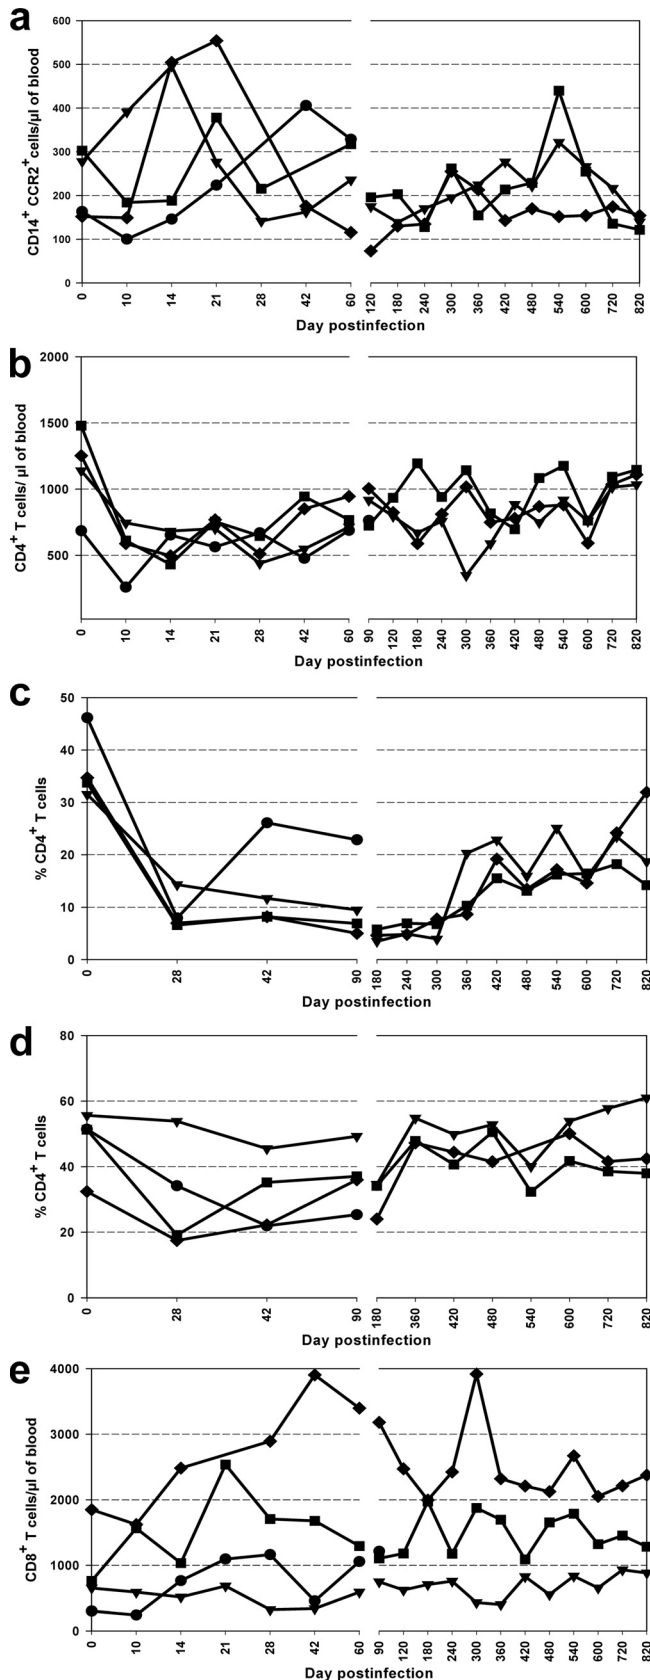 a
600
500
400
300
200
100
0
CD14+ CCR2+ cells/µl of blood
0 10 14 21 28 42 60 120 180 240 300 360 420 480 540 600 720 820
Day postinfection
b
2000
1500
1000
500
CD4+ T cells/ µl of blood
0 10 14 21 28 42 60 90 120 180 240 300 360 420 480 540 600 720 820
Day postinfection
c
50
40
30
20
10
0
% CD4+ T cells
0 28 42 90 180 240 300 360 420 480 540 600 720 820
Day postinfection
d
80
60
40
20
0
% CD4+ T cells
0 28 42 90 180 360 420 480 540 600 720 820
Day postinfection
e
4000
3000
2000
1000
0
CD8+ T cells/µl of blood
0 10 14 21 28 42 60 90 120 180 240 300 360 420 480 540 600 720 820
Day postinfection